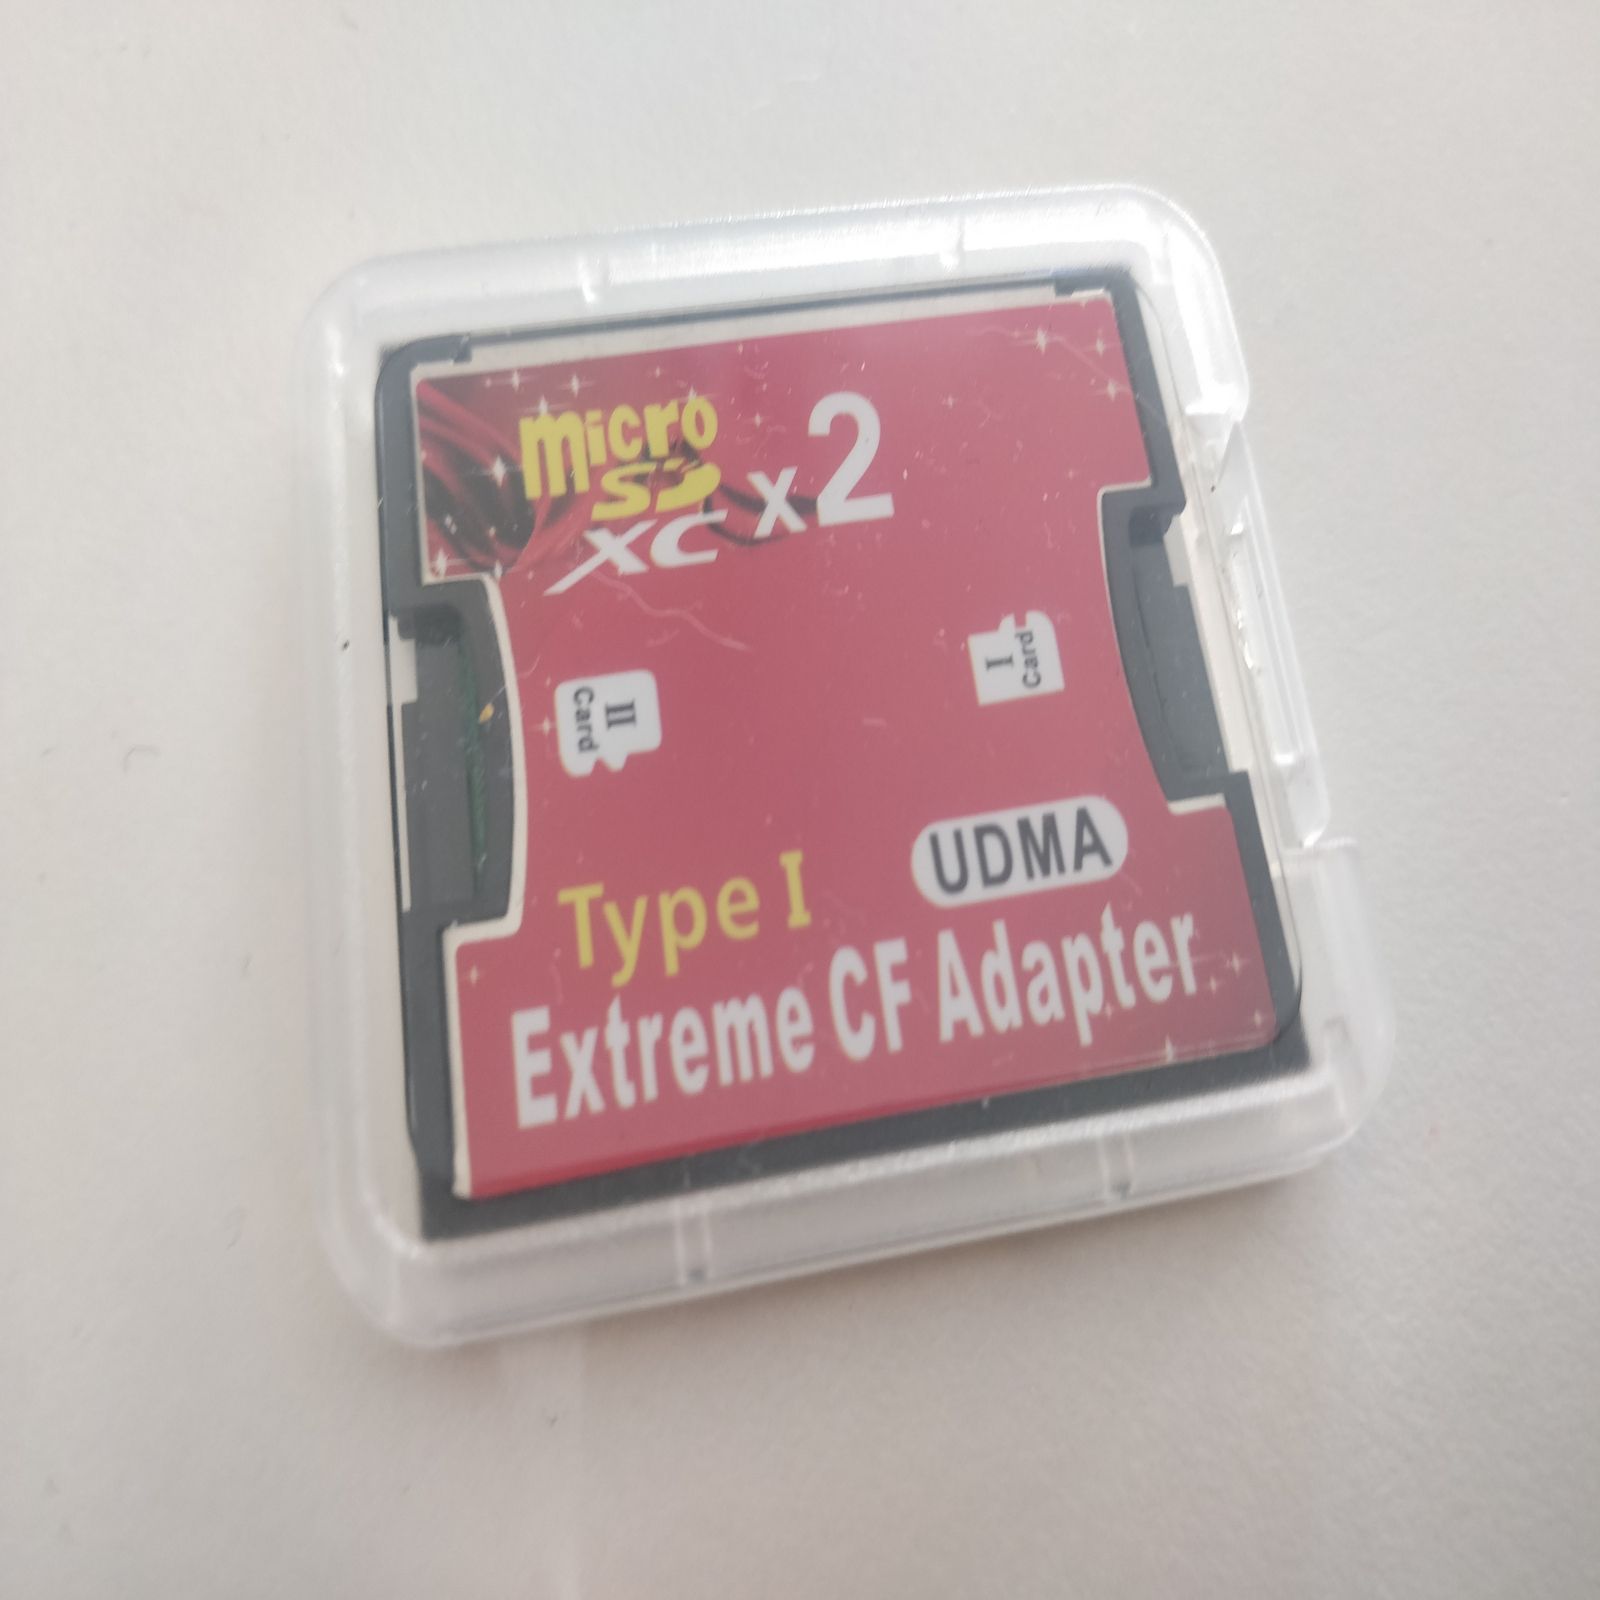 micro
SD
XC x2
I
Card
II
Card
UDMA
Type I
Extreme CF Adapter